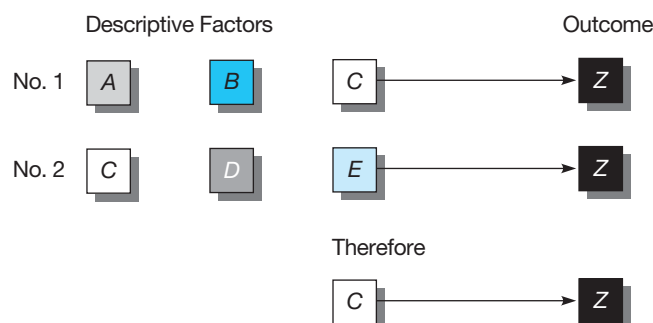 Descriptive Factors Outcome
No. 1 A B C Z
No. 2 C D E Z
Therefore
C Z